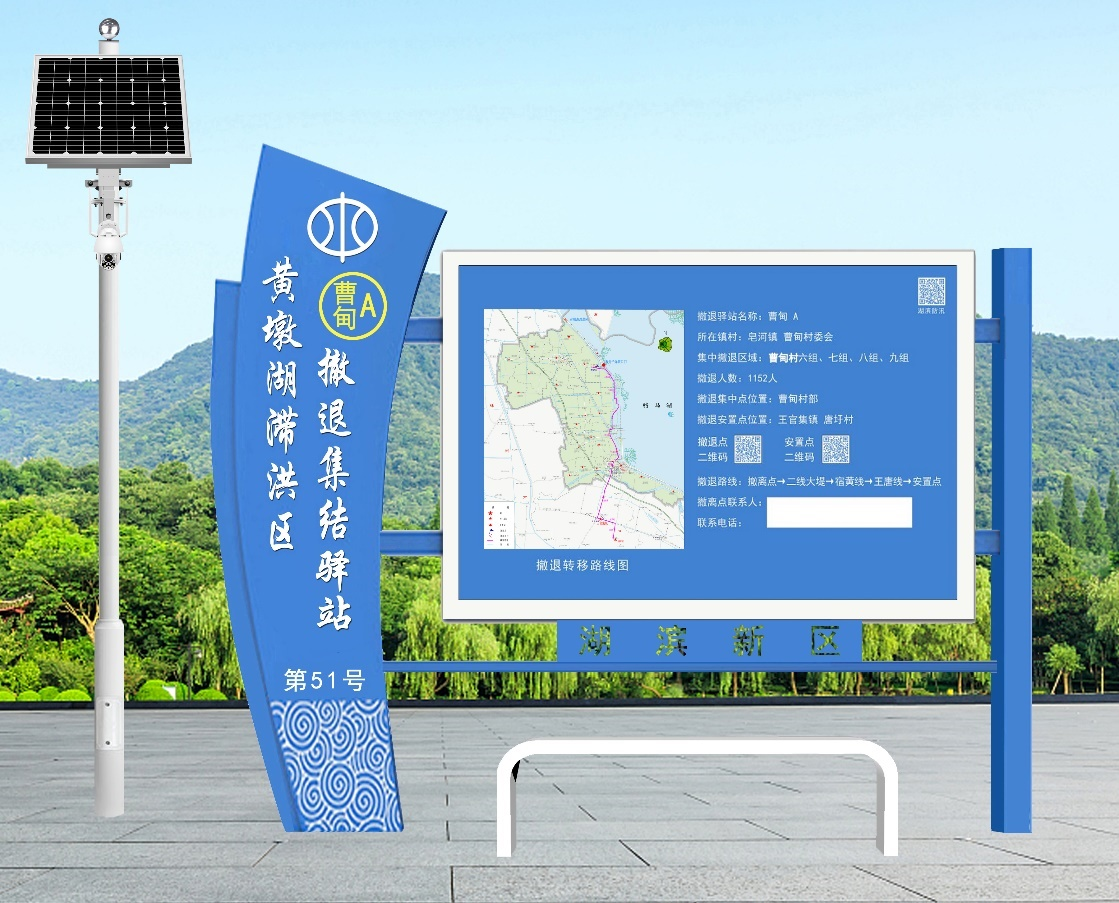 黄墩湖滞洪区
曹甸A
撤退集结驿站
第51号
湖滨防汛
撤退驿站名称：曹甸 A
所在镇村：皂河镇 曹甸村委会
集中撤退区域：曹甸村六组、七组、八组、九组
撤退人数：1152人
撤退集中点位置：曹甸村部
撤退安置点位置：王官集镇 唐圩村
撤退点二维码
安置点二维码
撤退路线：撤离点→二线大堤→宿黄线→王唐线→安置点
撤离点联系人：
联系电话：
骆马湖
撤退转移路线图
湖滨新区